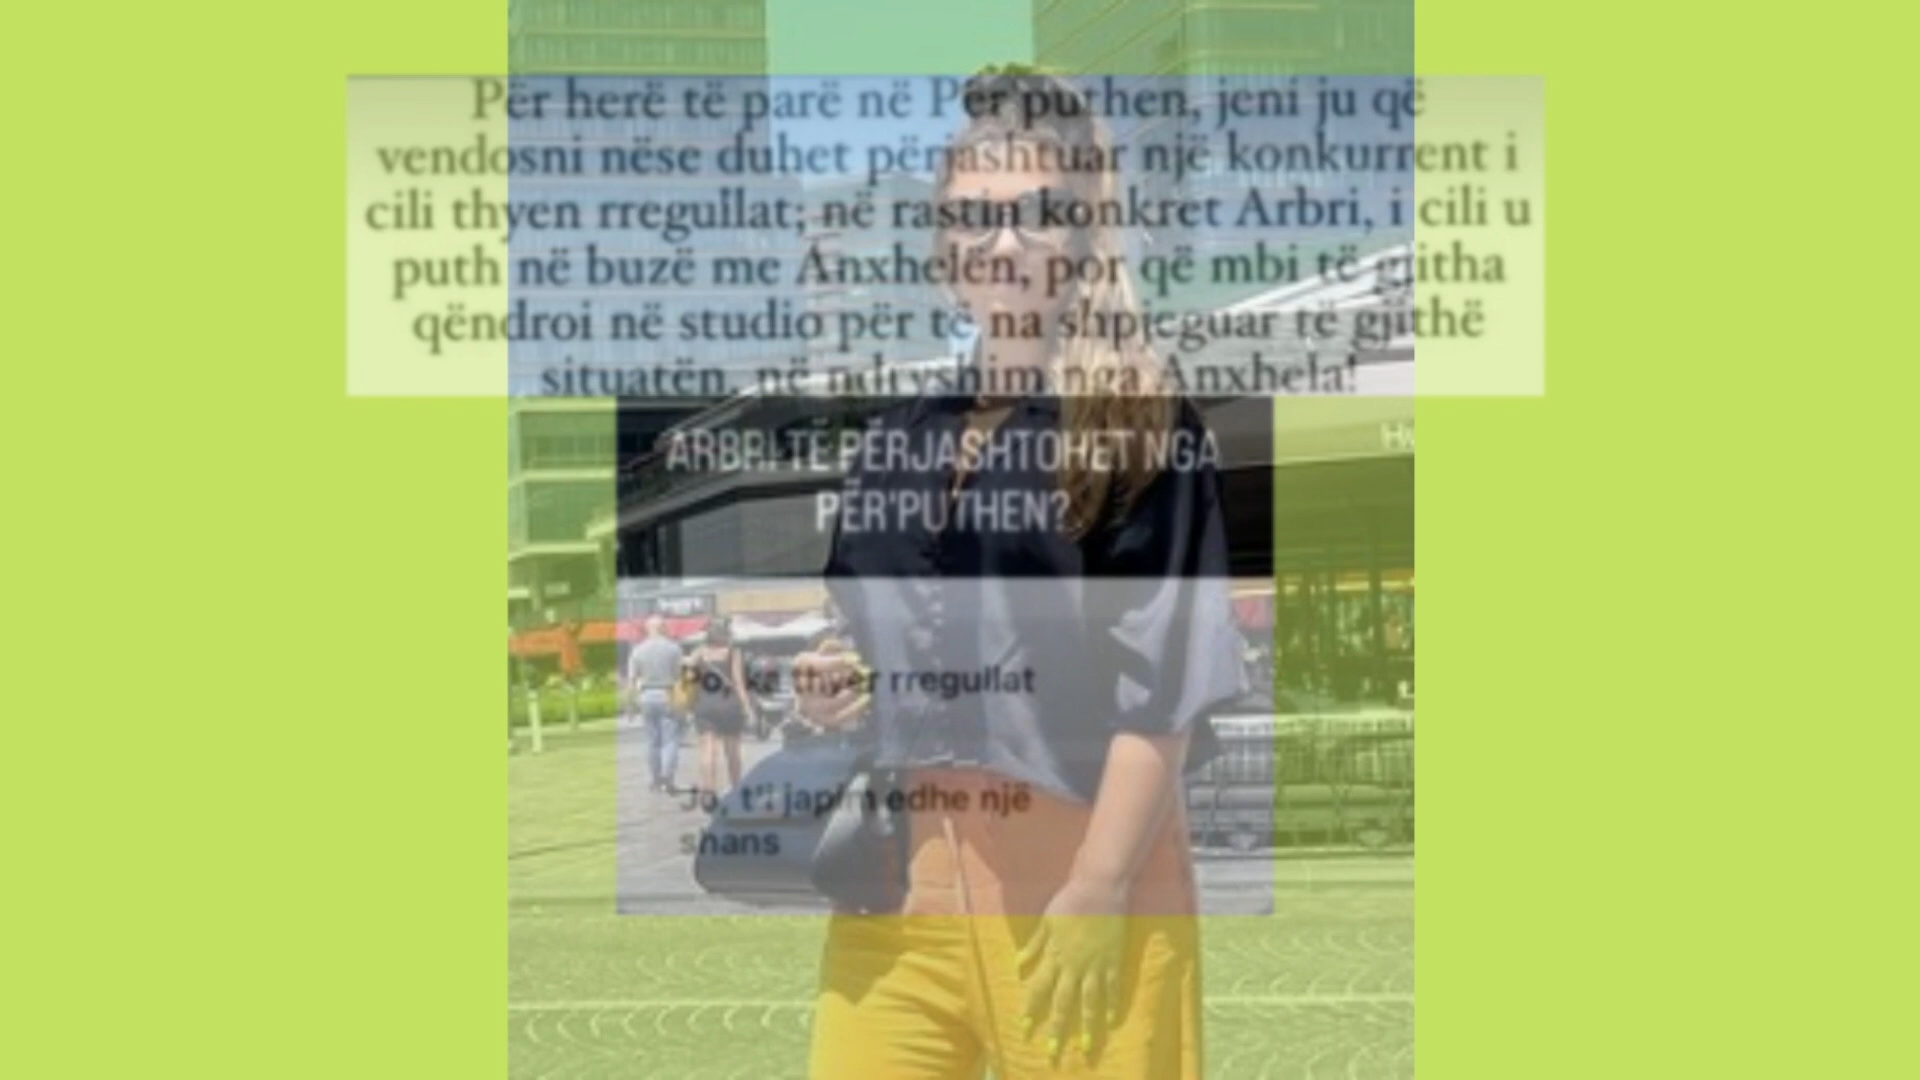 Për herë të parë në Për'puthen, jeni ju që
vendosni nëse duhet përjashtuar një konkurrent i
cili thyen rregullat; në rastin konkret Arbri, i cili u
puth në buzë me Anxhelën, por që mbi të gjitha
qëndroi në studio për të na shpjeguar të gjithë
situatën, në ndryshim nga Anxhela!
ARBRI TË PËRJASHTOHET NGA
PËR'PUTHEN?
Po, ka thyer rregullat
Jo, t'i japim edhe një
shans